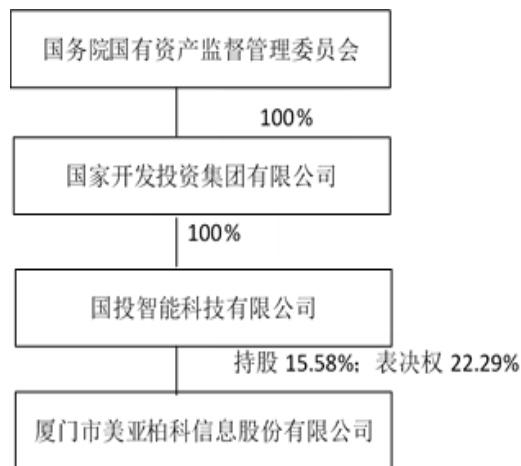 国务院国有资产监督管理委员会
100%
国家开发投资集团有限公司
100%
国投智能科技有限公司
持股 15.58%；表决权 22.29%
厦门市美亚柏科信息股份有限公司